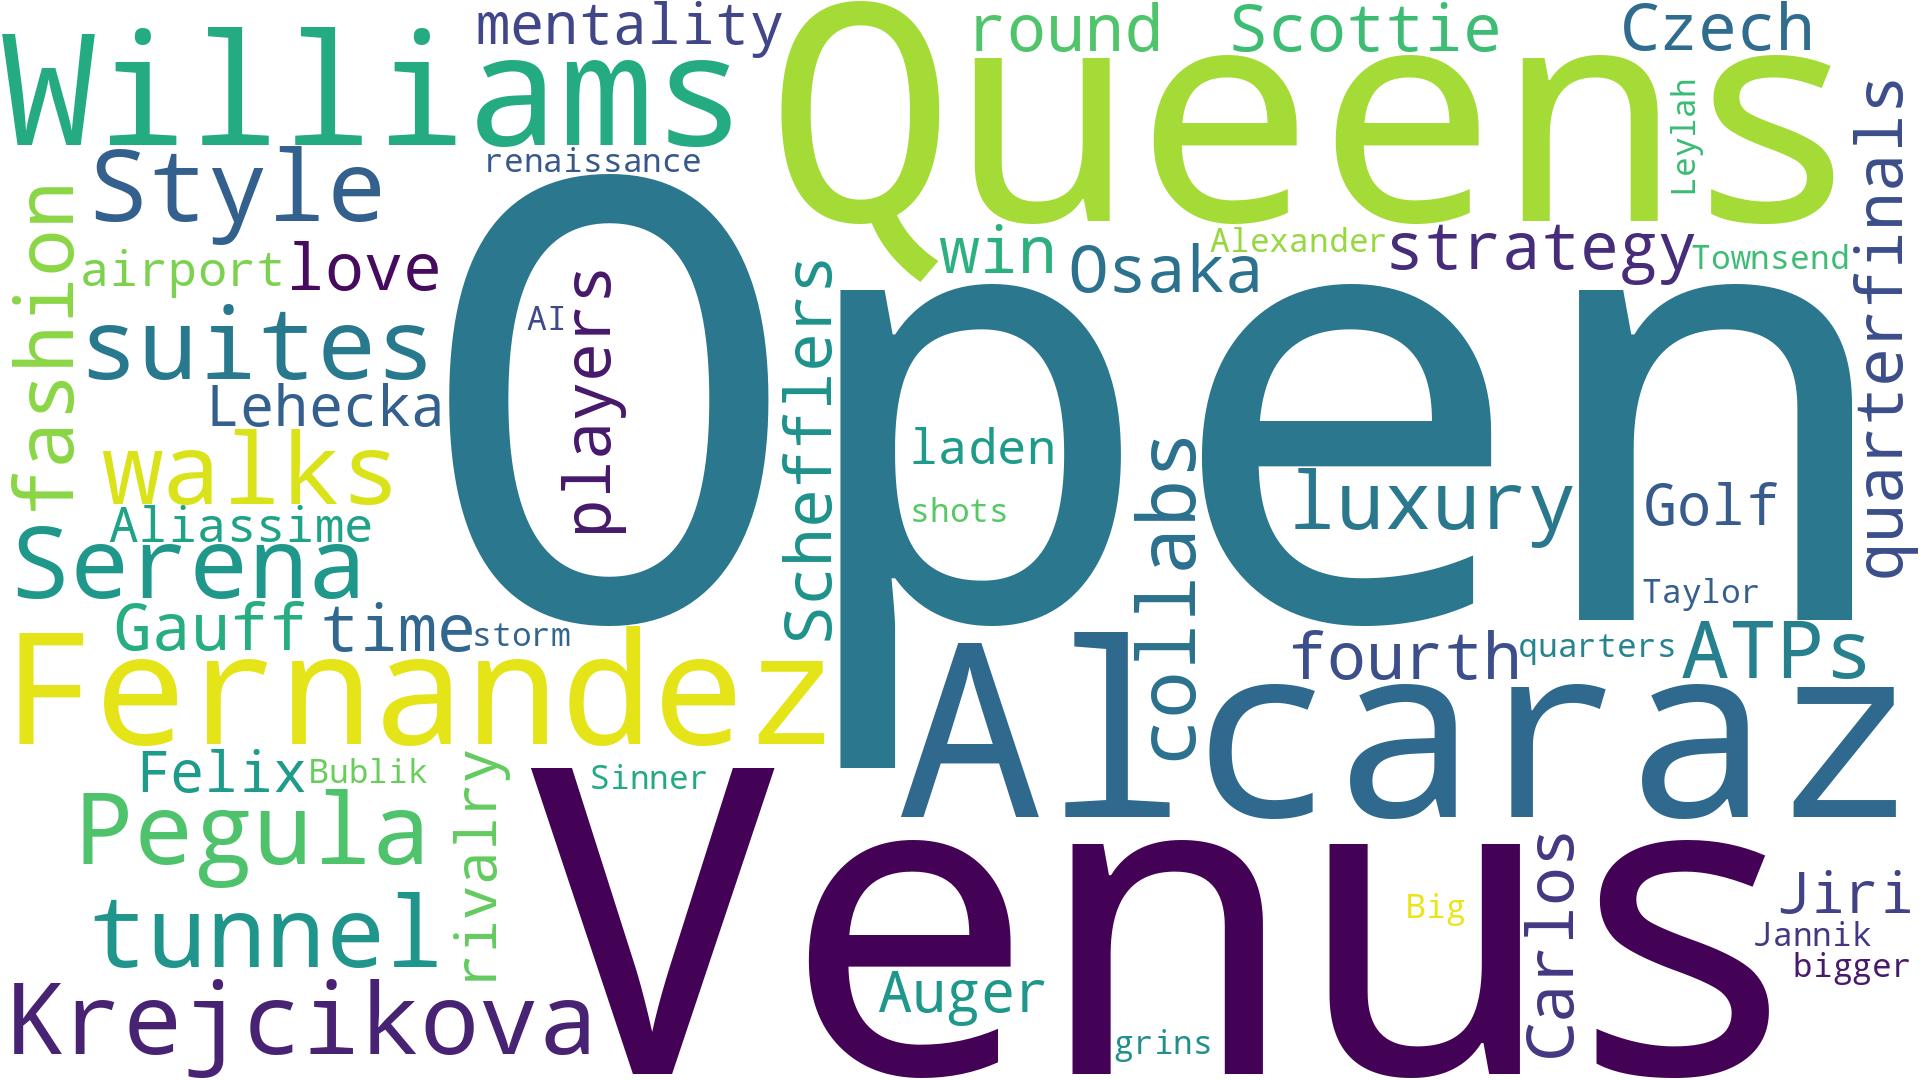 Williams
mentality
Queens
round
Scottie
Czech
Leylah
quarterfinals
renaissance
Style
fashion
airport
love
win
Osaka
Alexander
strategy
Townsend
Open
AI
players
Schefflers
suites
Lehecka
walks
laden
shots
collabs
luxury
Golf
Taylor
Aliassime
Serena
Gauff
time
storm
Fernandez
Alcaraz
fourth
quarters
ATPs
Felix
Bublik
rivalry
Sinner
Venus
Pegula
tunnel
Krejcikova
Auger
grins
Big
Carlos
Jiri
Jannik
bigger